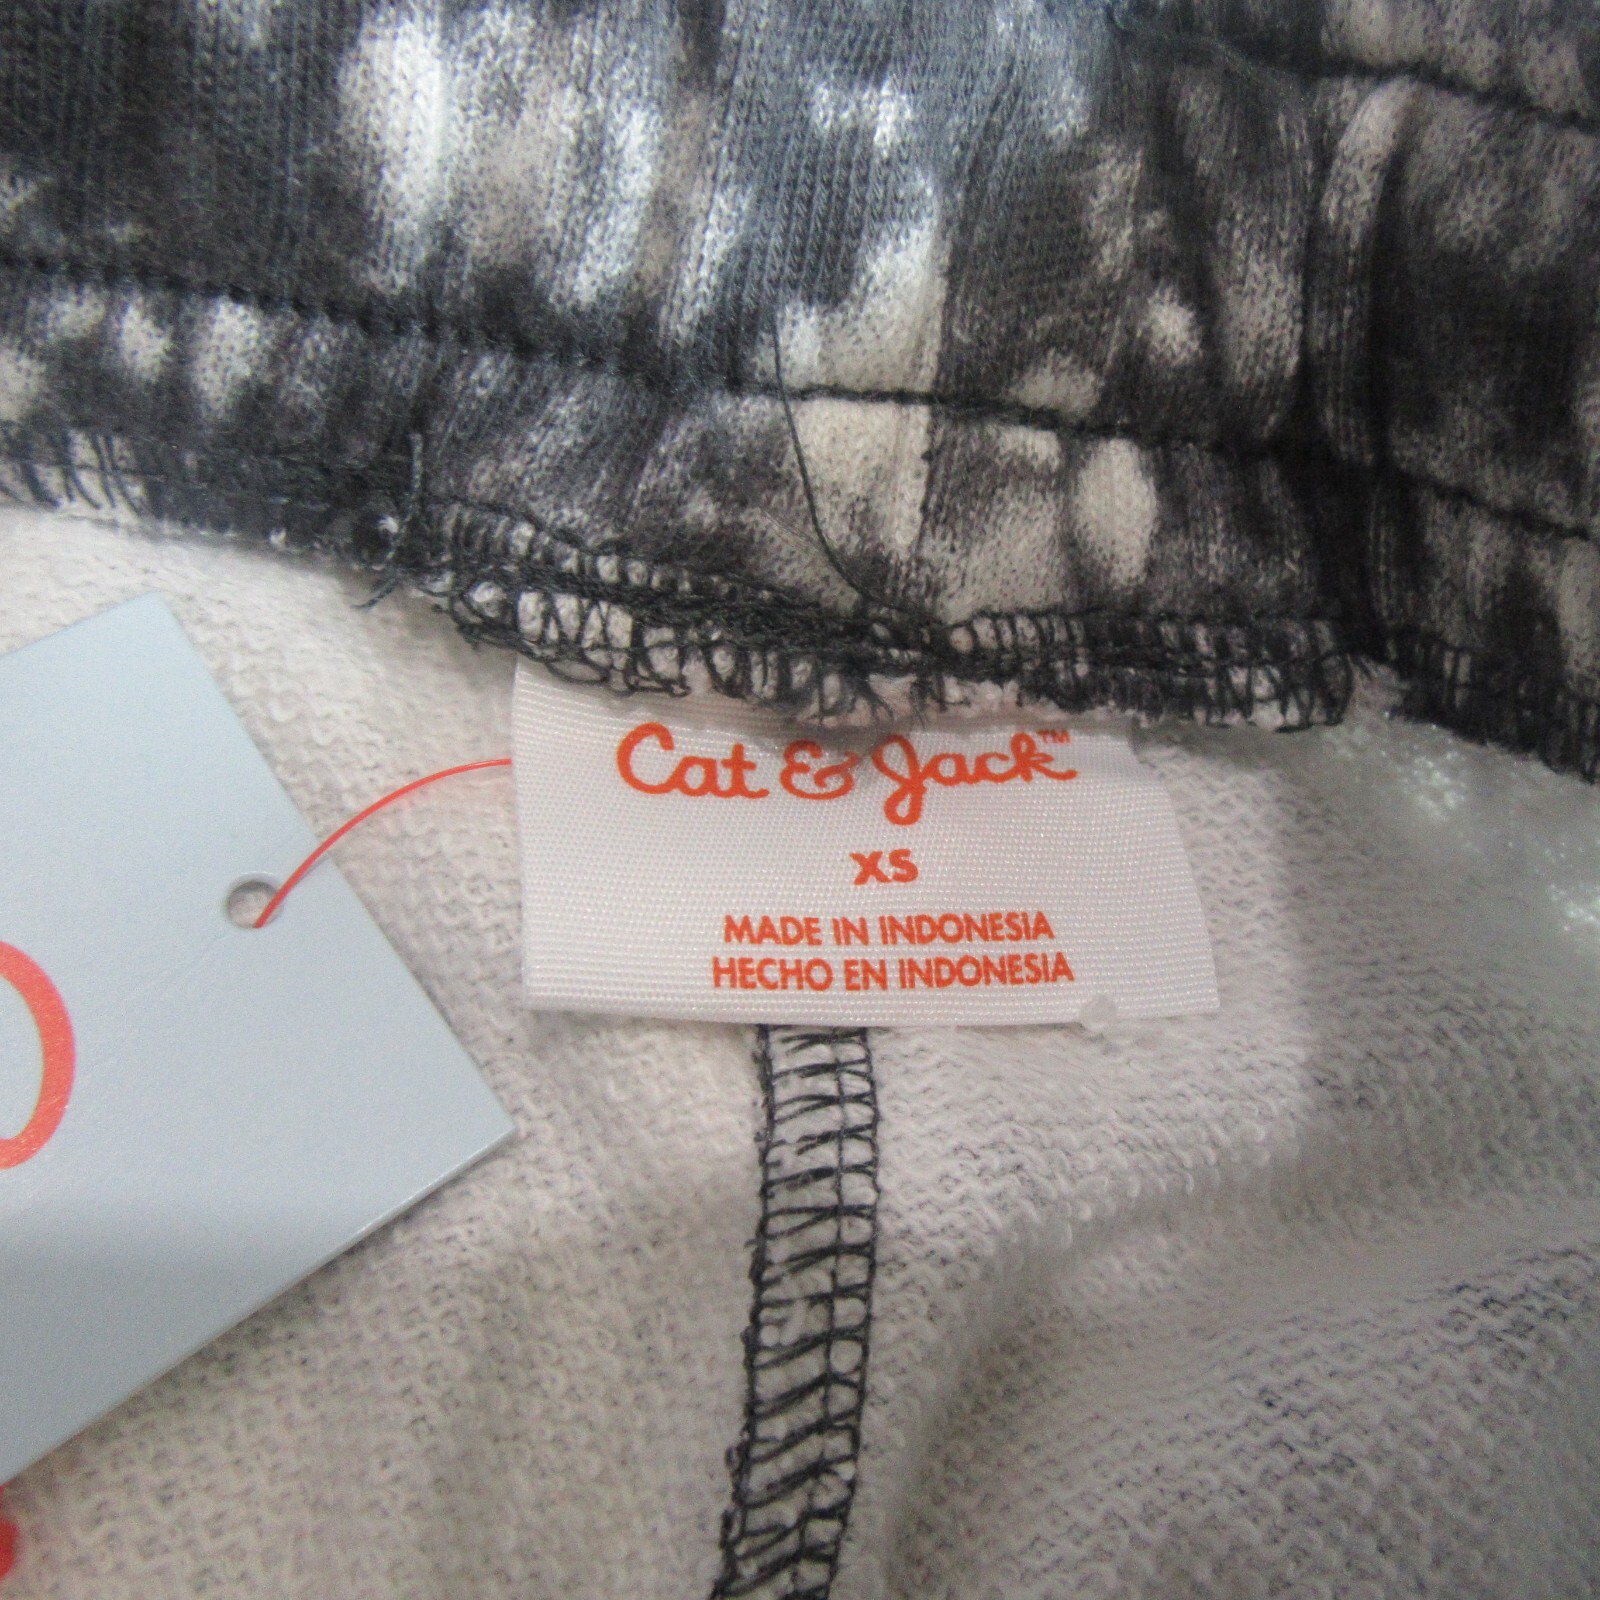 Cat & Jack™
XS
MADE IN INDONESIA
HECHO EN INDONESIA